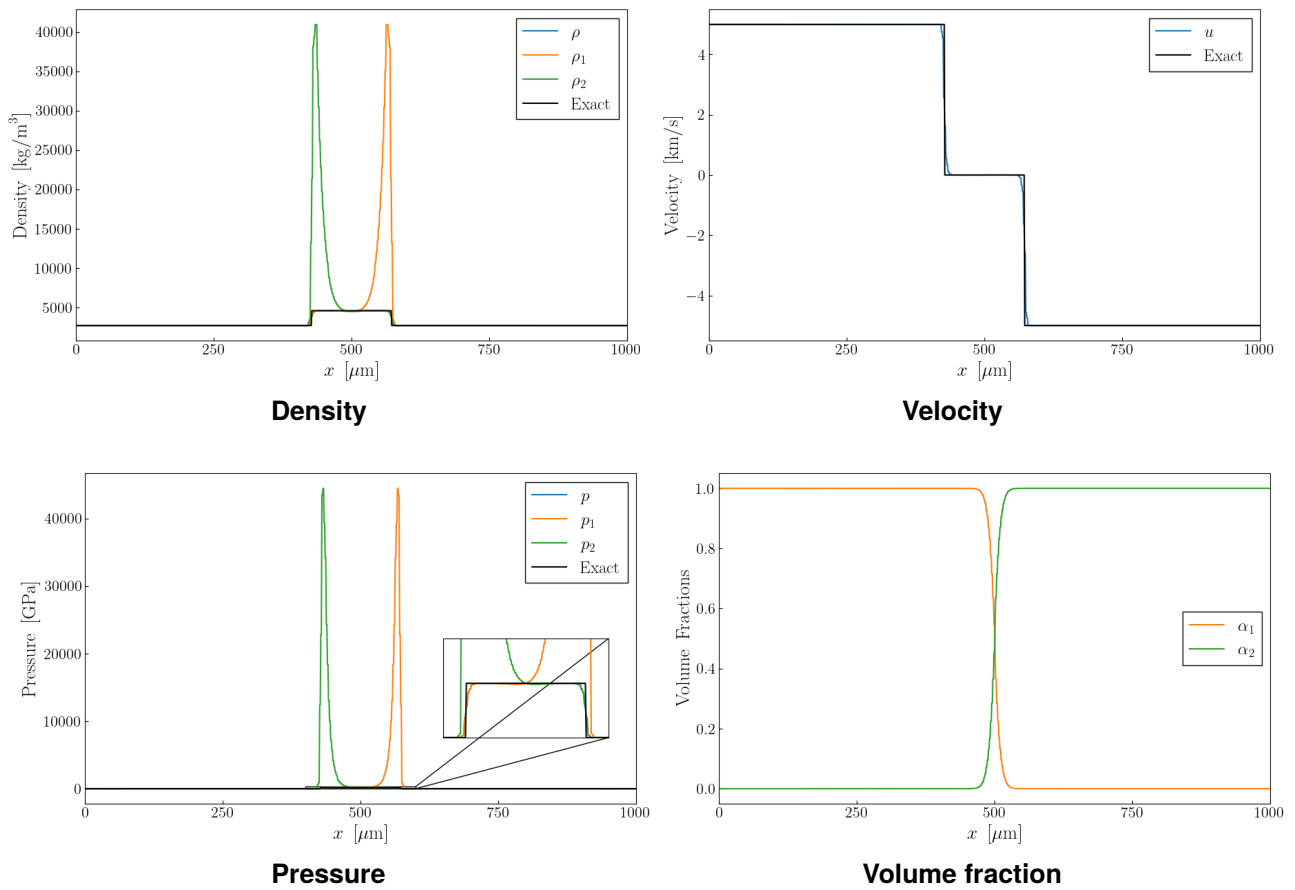 40000
35000
30000
25000
20000
15000
10000
5000
Density [kg/m³]
ρ
ρ₁
ρ₂
Exact
0 250 500 750 1000
x [μm]
Density
4
2
0
−2
−4
Velocity [km/s]
u
Exact
0 250 500 750 1000
x [μm]
Velocity
40000
30000
20000
10000
0
Pressure [GPa]
p
p₁
p₂
Exact
0 250 500 750 1000
x [μm]
Pressure
1.0
0.8
0.6
0.4
0.2
0.0
Volume Fractions
α₁
α₂
0 250 500 750 1000
x [μm]
Volume fraction